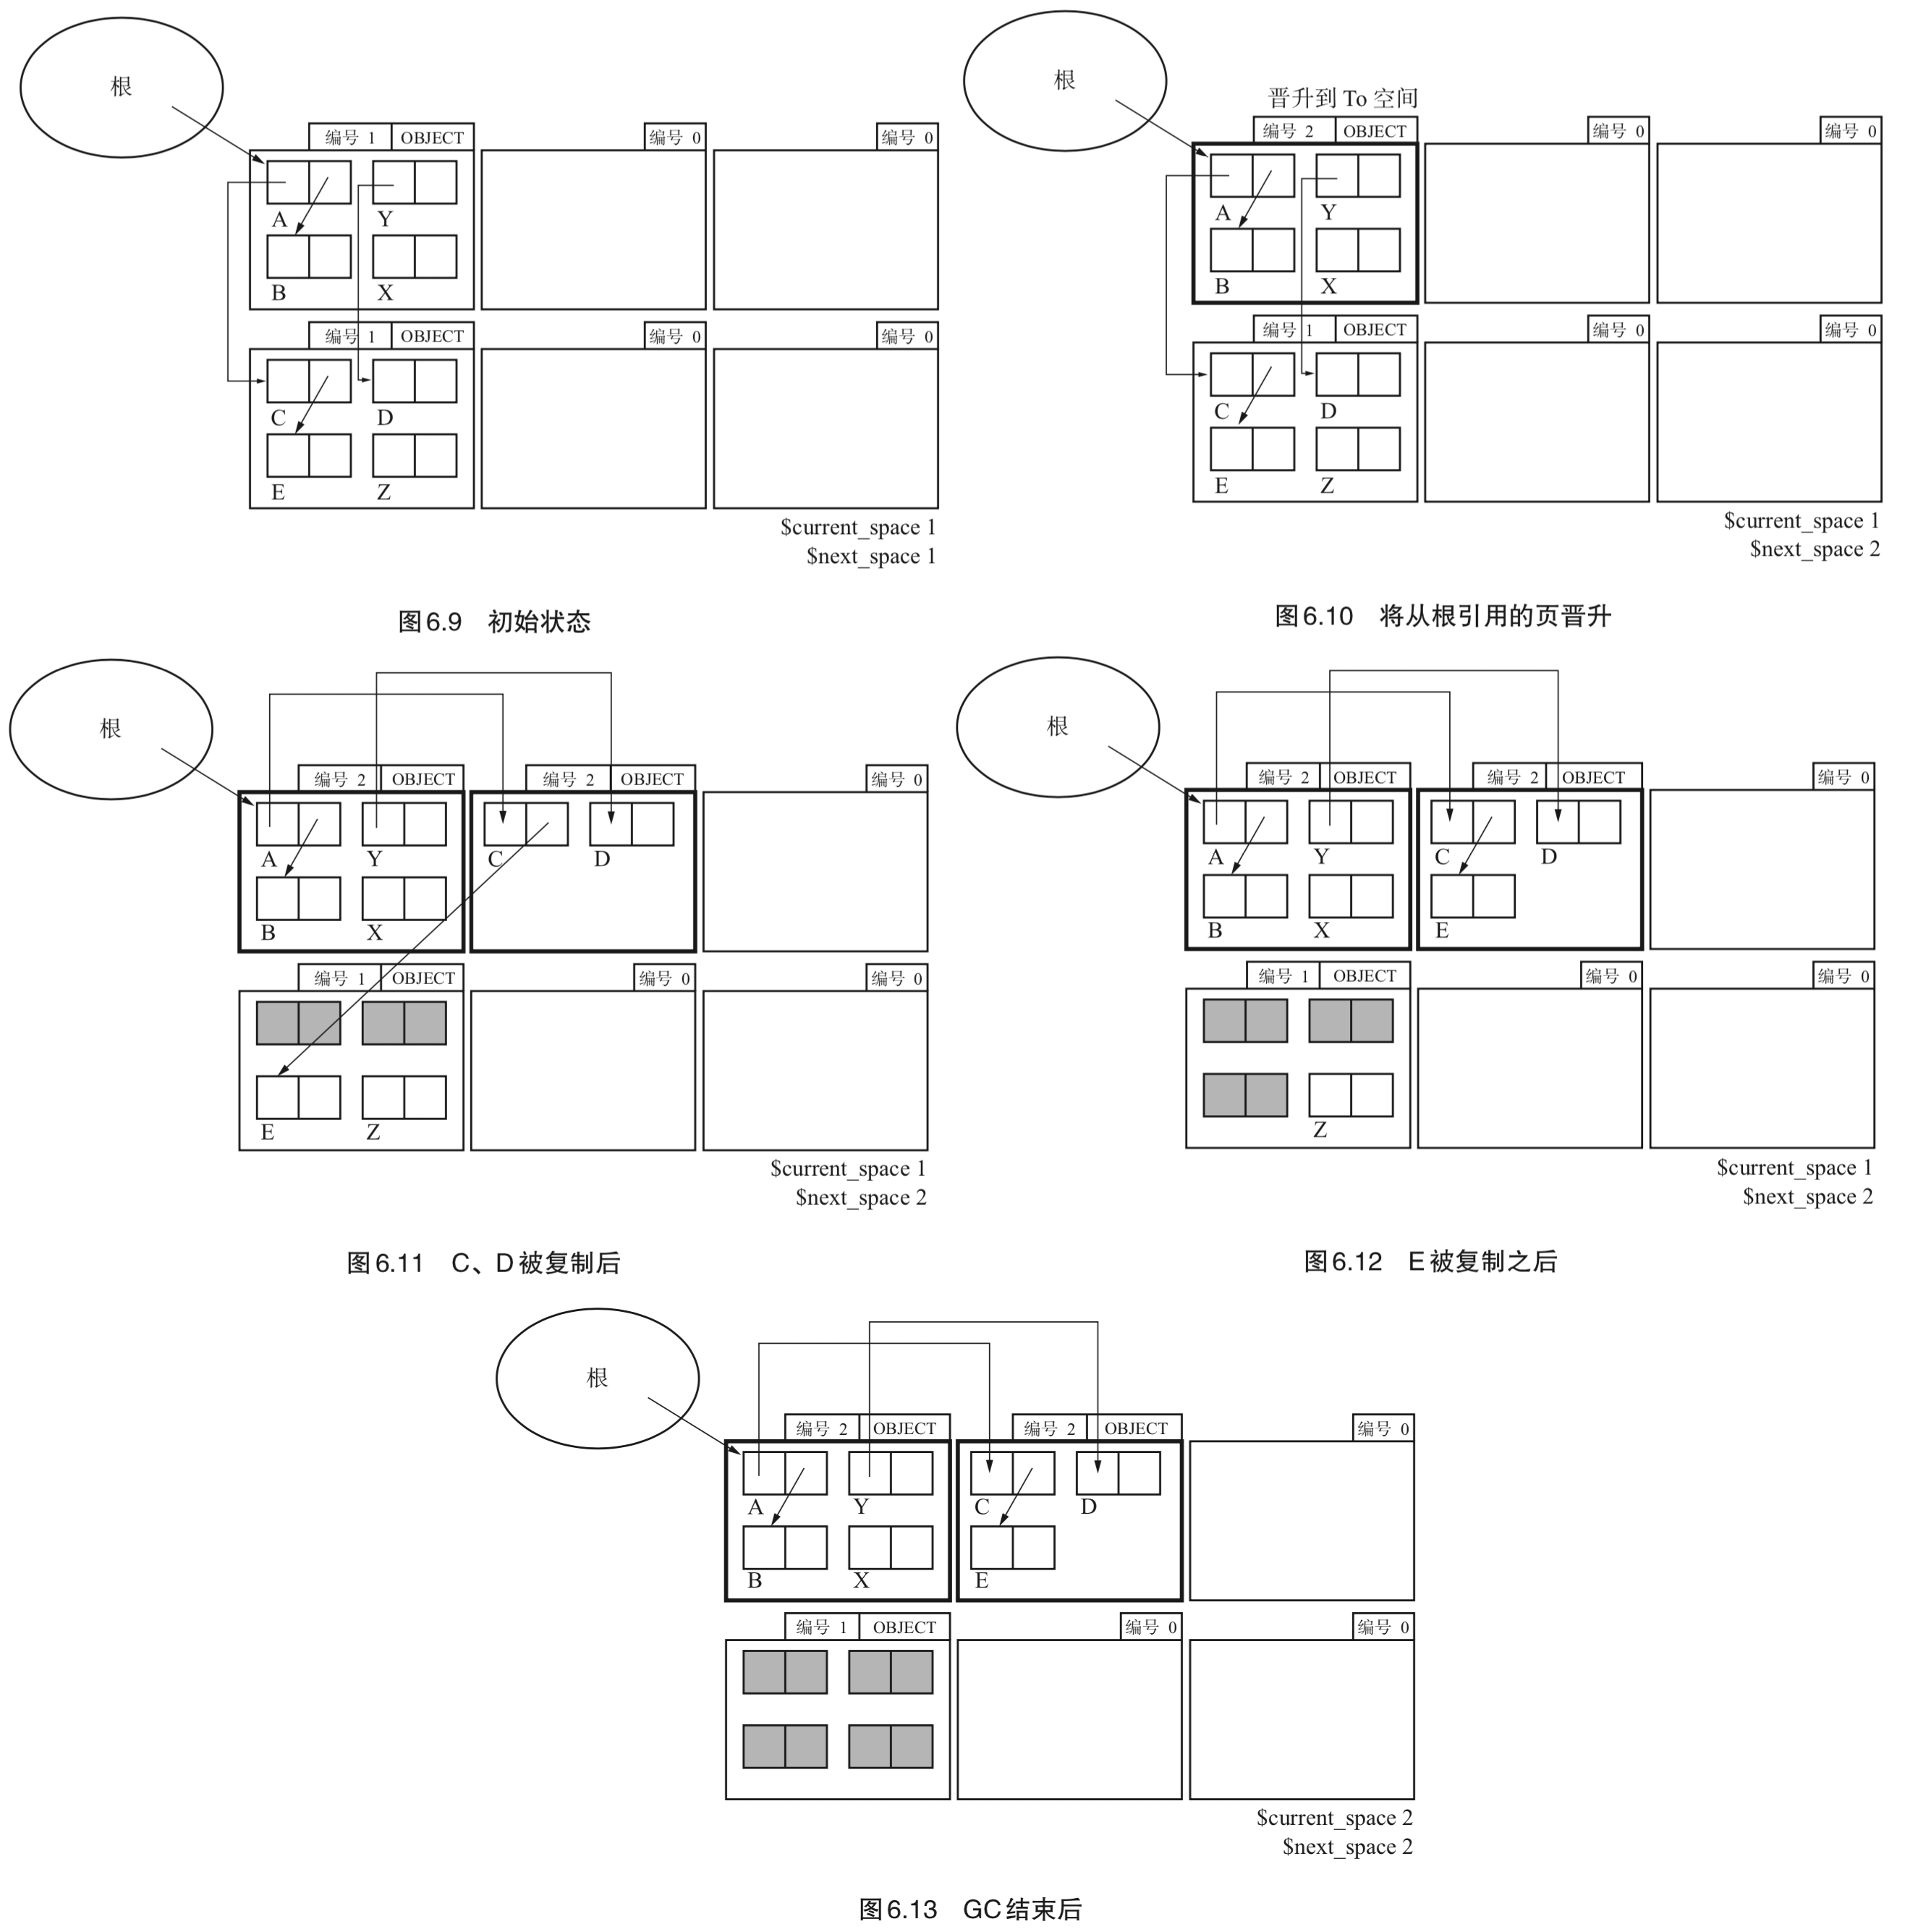 根
编号 1 OBJECT 编号 0 编号 0
A Y
B X
编号 1 OBJECT 编号 0 编号 0
C D
E Z
$current_space 1
$next_space 1
图6.9 初始状态
根
晋升到 To 空间
编号 2 OBJECT 编号 0 编号 0
A Y
B X
编号 1 OBJECT 编号 0 编号 0
C D
E Z
$current_space 1
$next_space 2
图6.10 将从根引用的页晋升
根
编号 2 OBJECT 编号 2 OBJECT 编号 0
A Y C D
B X
编号 1 OBJECT 编号 0 编号 0
E Z
$current_space 1
$next_space 2
图6.11 C、D被复制后
根
编号 2 OBJECT 编号 2 OBJECT 编号 0
A Y C D
B X E
编号 1 OBJECT 编号 0 编号 0
Z
$current_space 1
$next_space 2
图6.12 E被复制之后
根
编号 2 OBJECT 编号 2 OBJECT 编号 0
A Y C D
B X E
编号 1 OBJECT 编号 0 编号 0
$current_space 2
$next_space 2
图6.13 GC结束后